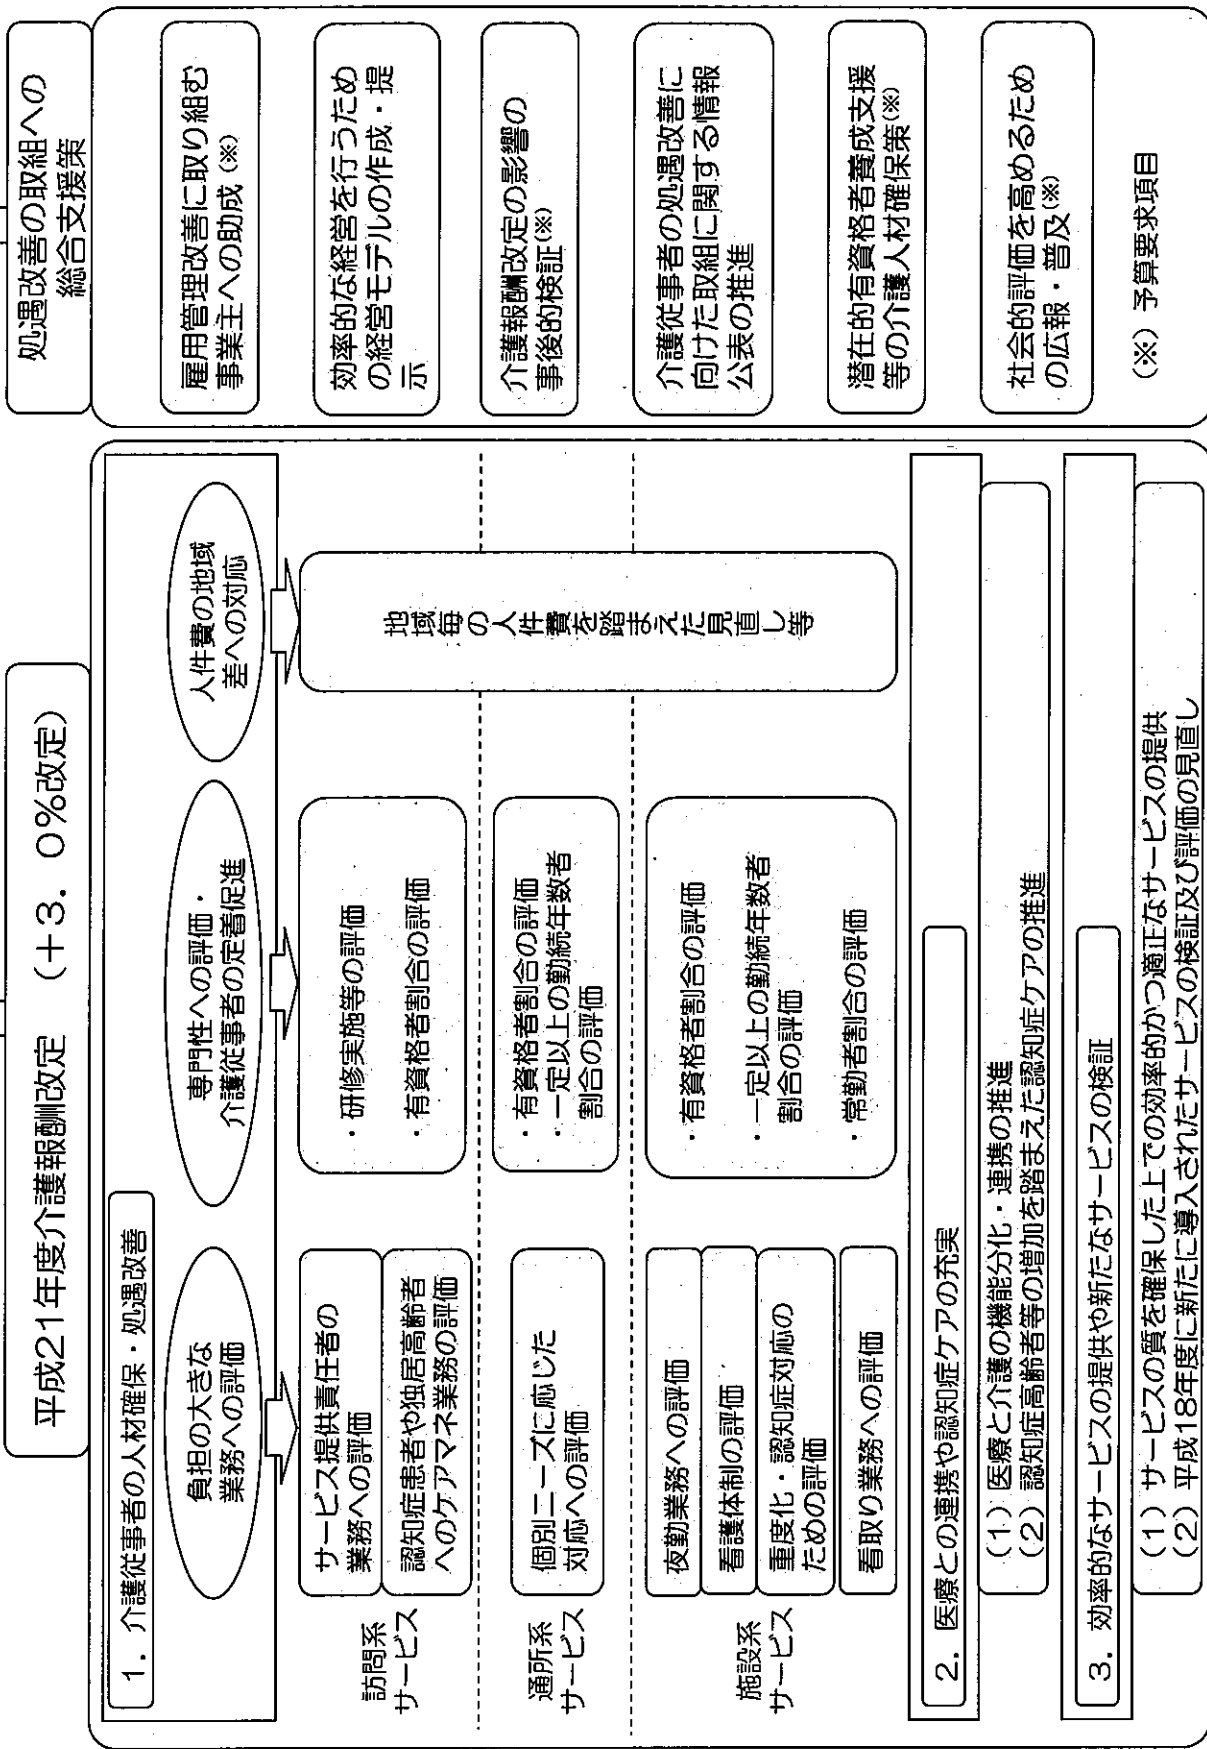 平成21年度介護報酬改定　（＋3．0％改定）
1．介護従事者の人材確保・処遇改善
負担の大きな
業務への評価
専門性への評価・
介護従事者の定着促進
人件費の地域
差への対応
訪問系
サービス
サービス提供責任者の
業務への評価
認知症患者や独居高齢者
へのケアマネ業務の評価
・研修実施等の評価
・有資格者割合の評価
通所系
サービス
個別ニーズに応じた
対応への評価
・有資格者割合の評価
・一定以上の勤続年数者
割合の評価
施設系
サービス
夜勤業務への評価
看護体制の評価
重度化・認知症対応の
ための評価
看取り業務への評価
・有資格者割合の評価
・一定以上の勤続年数者
割合の評価
・常勤者割合の評価
地域毎の人件費を踏まえた見直し等
2．医療との連携や認知症ケアの充実
（1）医療と介護の機能分化・連携の推進
（2）認知症高齢者等の増加を踏まえた認知症ケアの推進
3．効率的なサービスの提供や新たなサービスの検証
（1）サービスの質を確保した上での効率的かつ適正なサービスの提供
（2）平成18年度に新たに導入されたサービスの検証及び評価の見直し
処遇改善の取組への
総合支援策
雇用管理改善に取り組む
事業主への助成（※）
効率的な経営を行うため
の経営モデルの作成・提
示
介護報酬改定の影響の
事後的検証(※)
介護従事者の処遇改善に
向けた取組に関する情報
公表の推進
潜在的有資格者養成支援
等の介護人材確保策(※)
社会的評価を高めるため
の広報・普及(※)
（※）予算要求項目